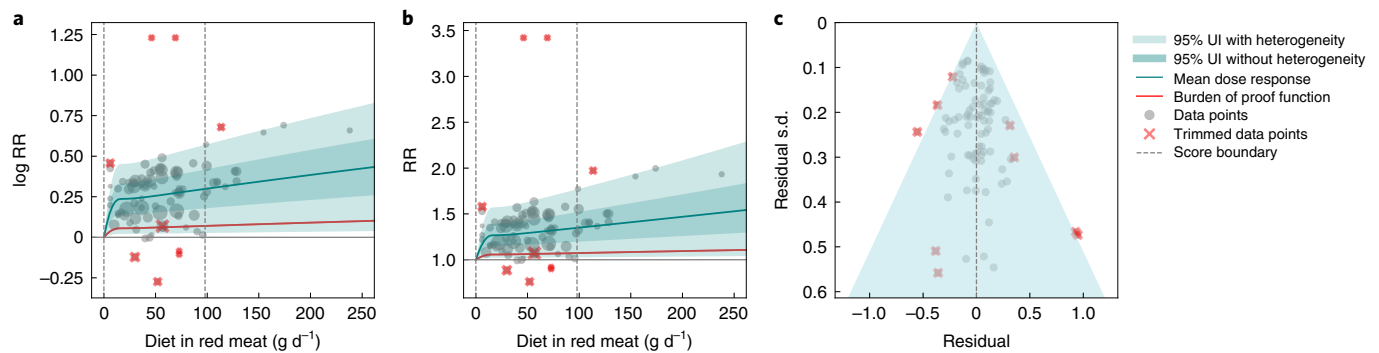 a
1.25
1.00
0.75
0.50
0.25
0
−0.25
log RR
0 50 100 150 200 250
Diet in red meat (g d⁻¹)
b
3.5
3.0
2.5
2.0
1.5
1.0
RR
0 50 100 150 200 250
Diet in red meat (g d⁻¹)
c
0
0.1
0.2
0.3
0.4
0.5
0.6
Residual s.d.
−1.0 −0.5 0 0.5 1.0
Residual
95% UI with heterogeneity
95% UI without heterogeneity
Mean dose response
Burden of proof function
Data points
Trimmed data points
Score boundary